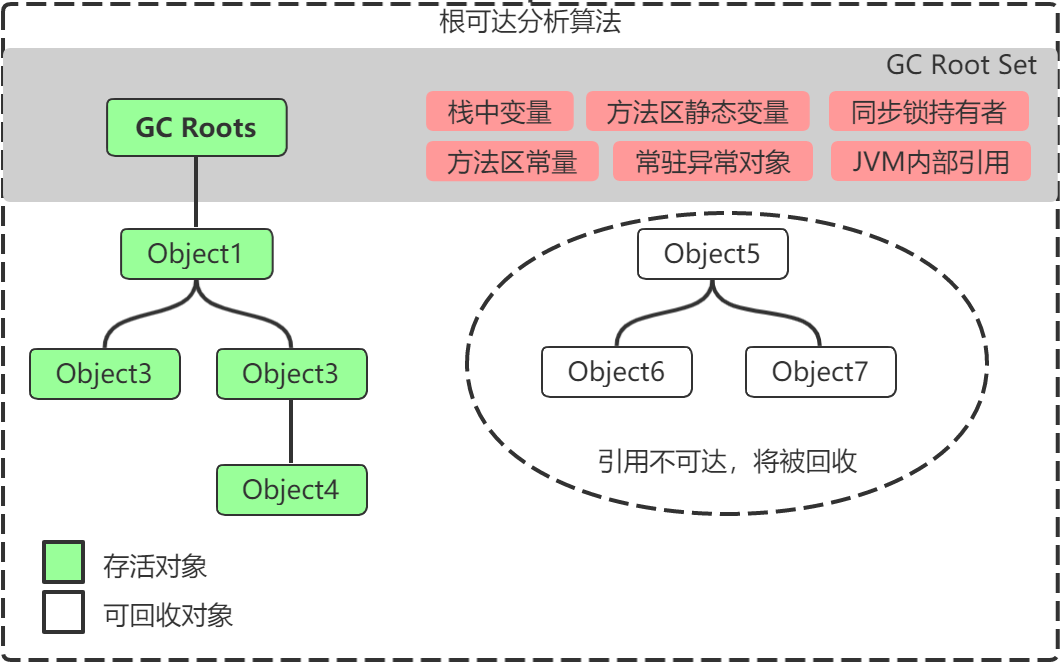 根可达分析算法
GC Root Set
GC Roots
栈中变量
方法区静态变量
同步锁持有者
方法区常量
常驻异常对象
JVM内部引用
Object1
Object3
Object3
Object4
Object5
Object6
Object7
引用不可达，将被回收
存活对象
可回收对象